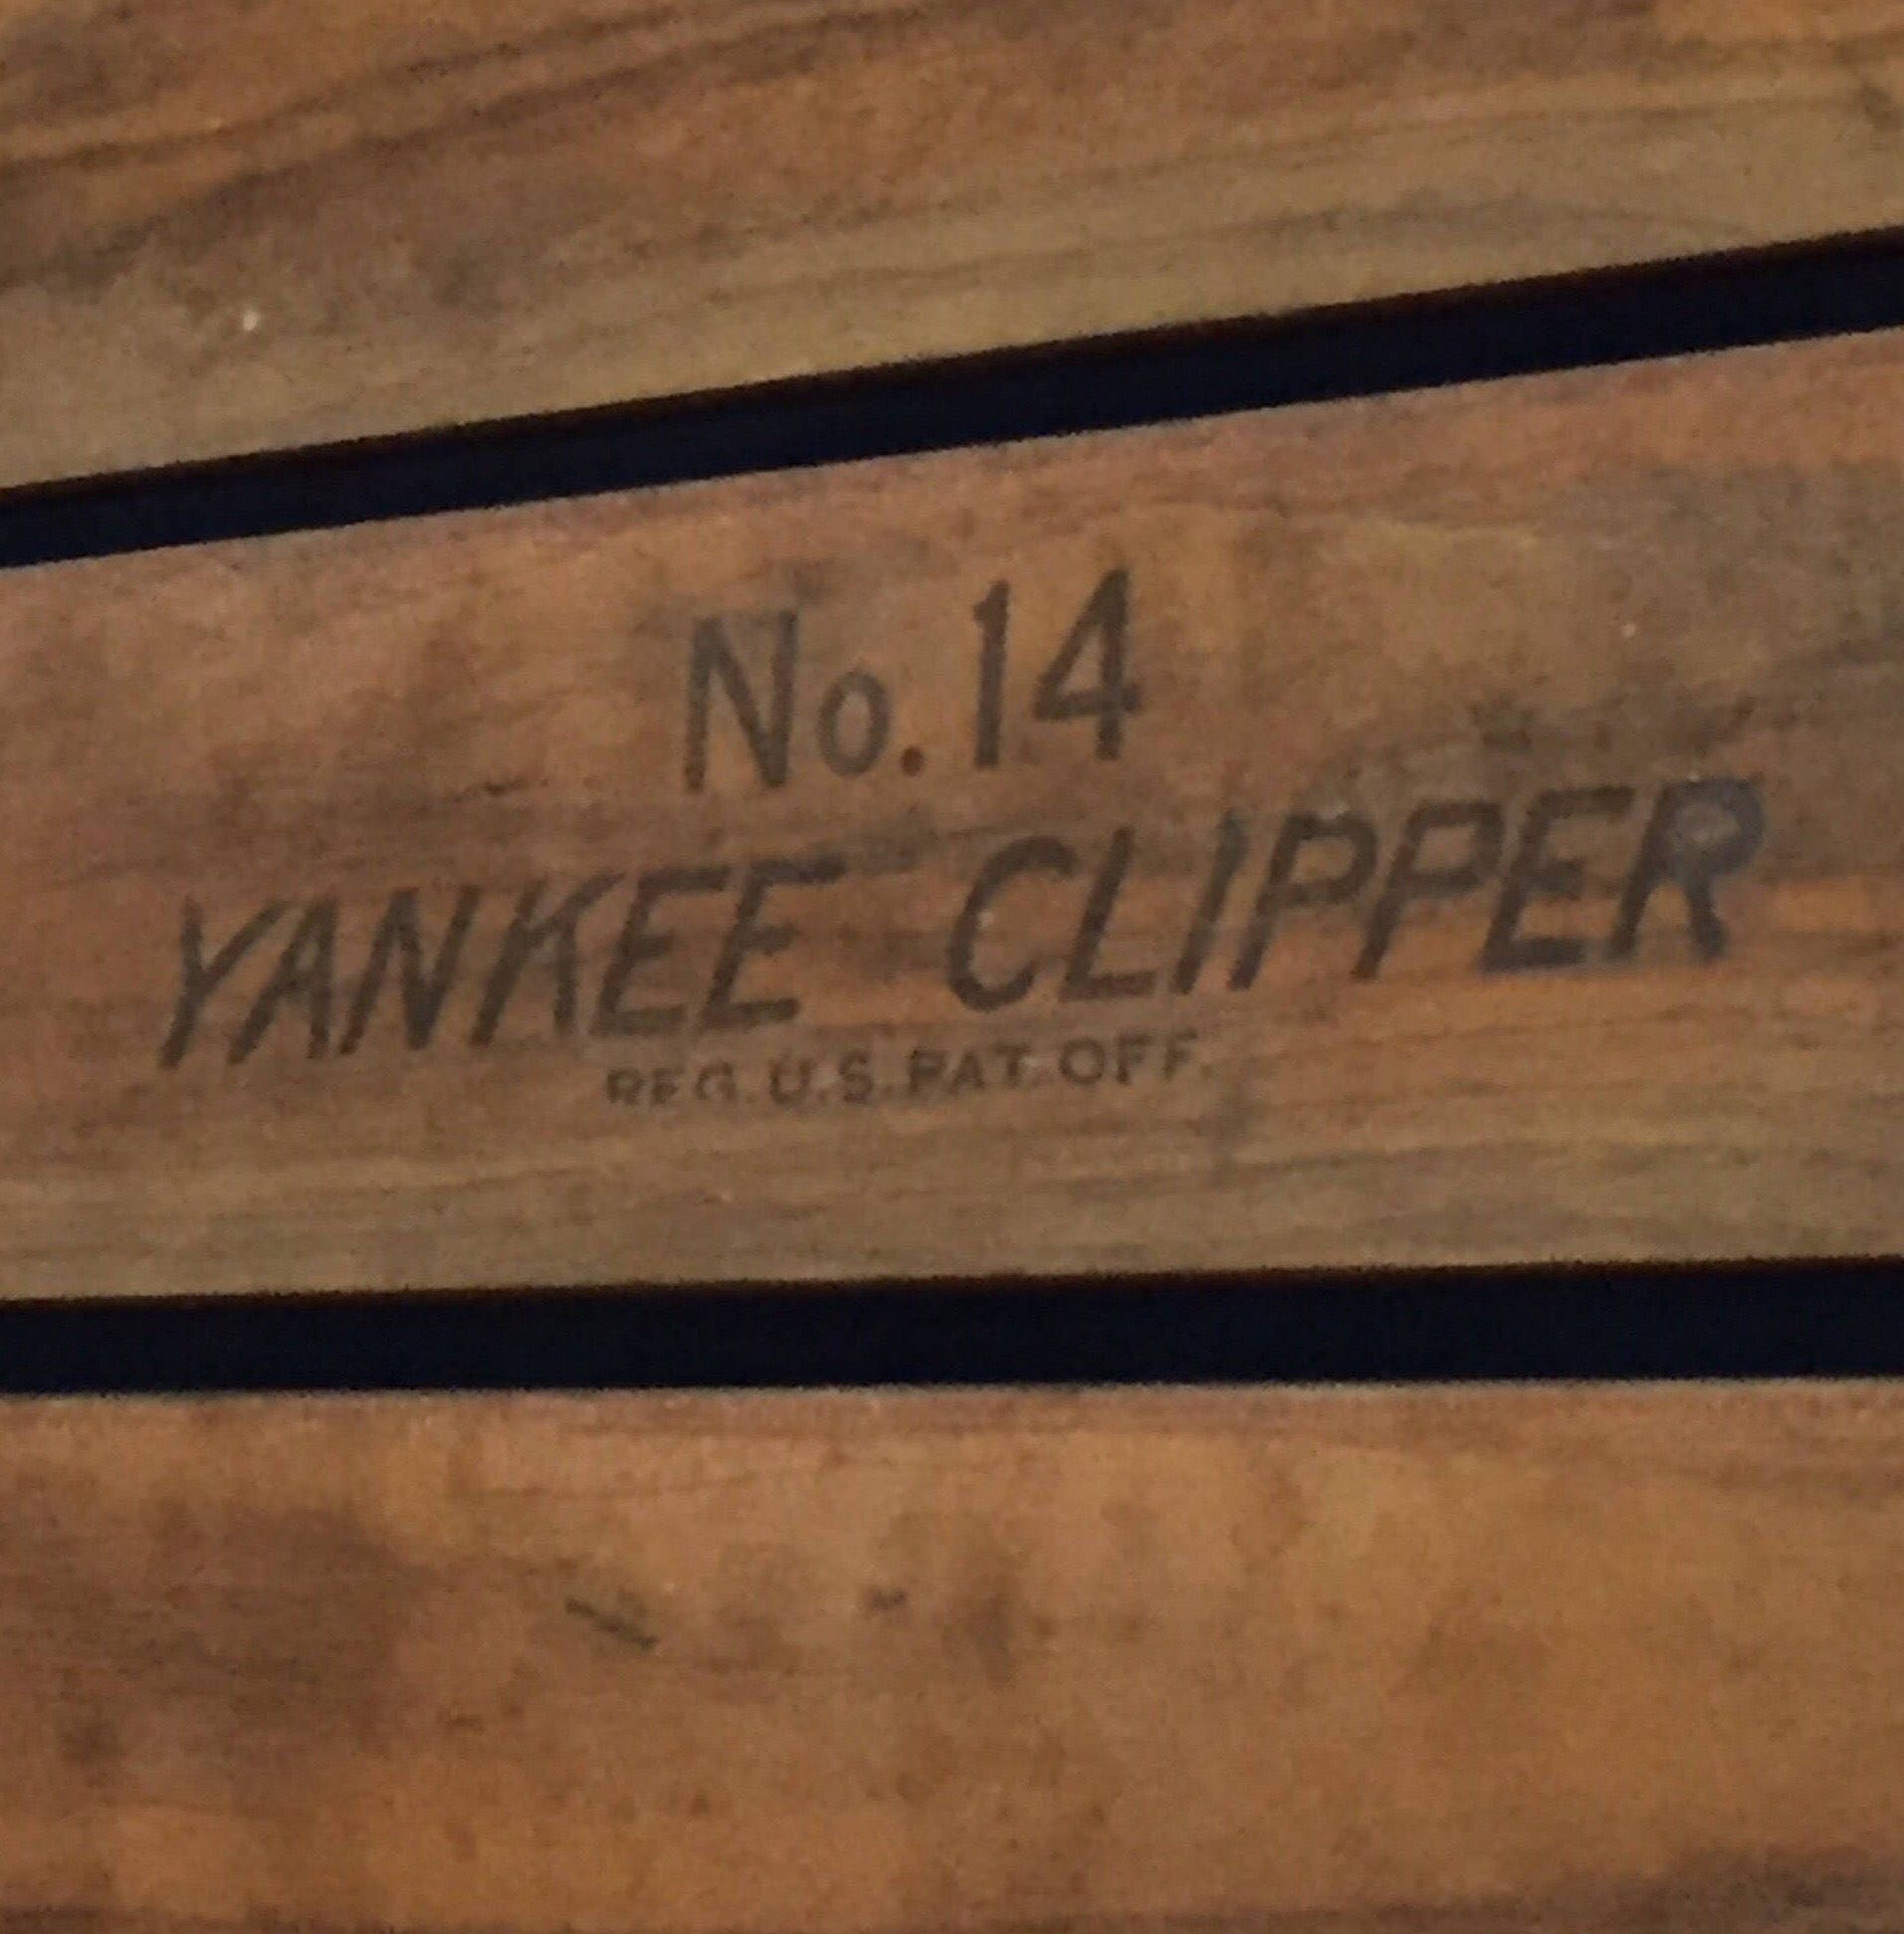 No. 14
YANKEE CLIPPER
REG. U.S. PAT. OFF.